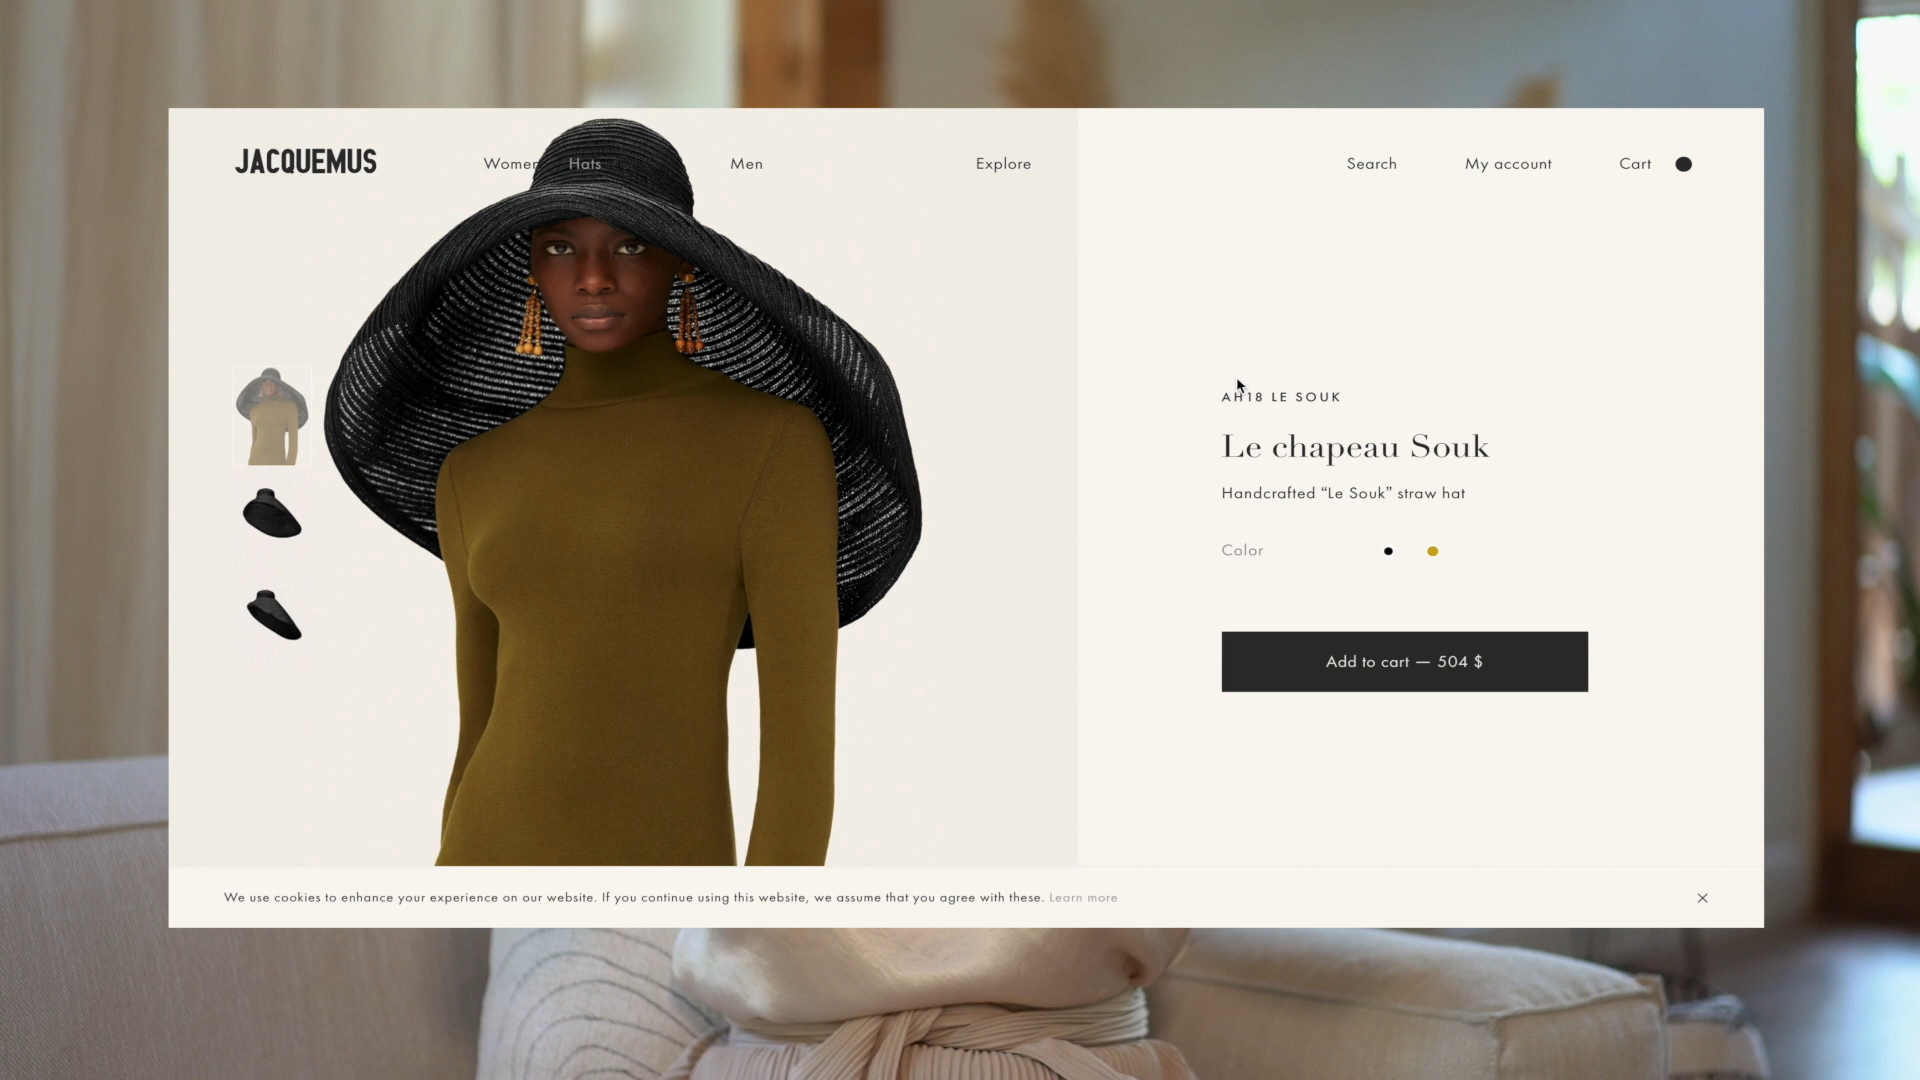 JACQUEMUS
Women Hats Men Explore Search My account Cart
AH18 LE SOUK
Le chapeau Souk
Handcrafted “Le Souk” straw hat
Color
Add to cart — 504 $
We use cookies to enhance your experience on our website. If you continue using this website, we assume that you agree with these. Learn more